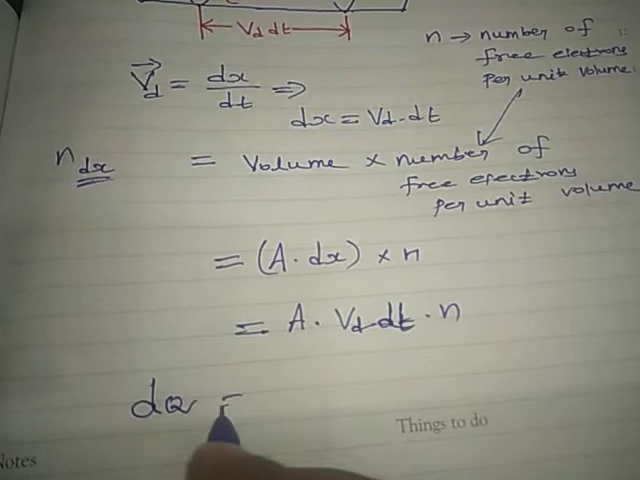 Vd dt
n → number of
free electrons
per unit volume.
Vd = dx/dt ⇒
dx = Vd · dt
n dx = Volume × number of
free electrons
per unit volume
= (A · dx) × n
= A · Vd dt · n
dQ =
Things to do
Notes